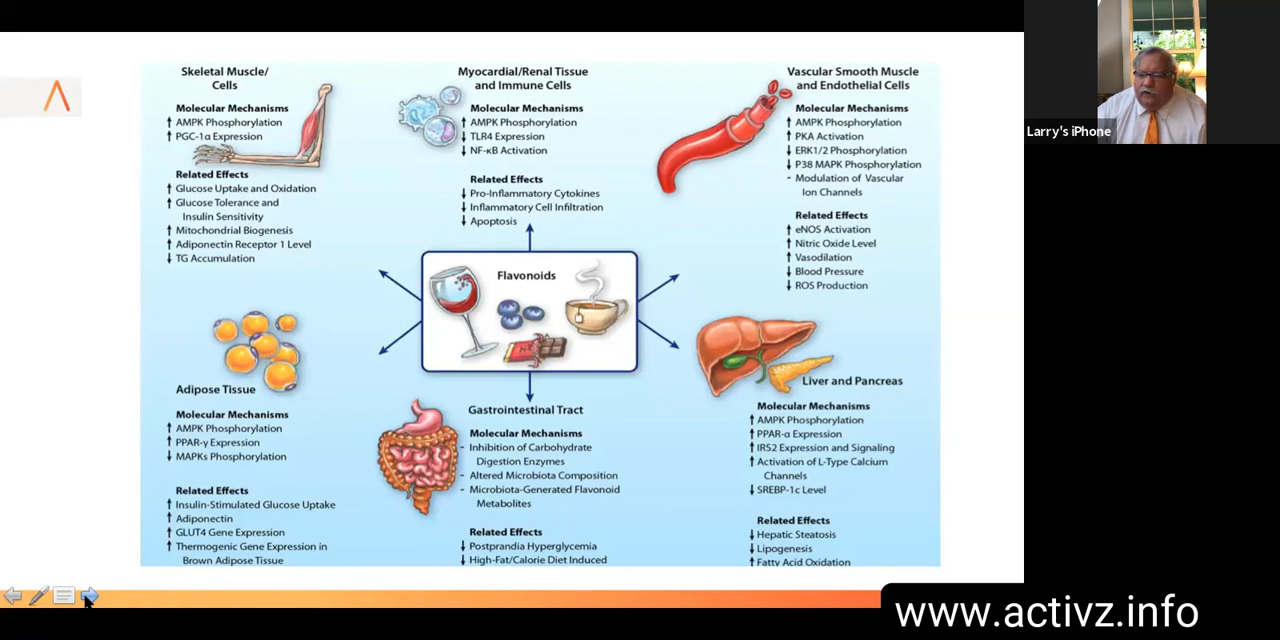 Skeletal Muscle/
Cells
Molecular Mechanisms
↑ AMPK Phosphorylation
↑ PGC-1α Expression
Related Effects
↑ Glucose Uptake and Oxidation
↑ Glucose Tolerance and
Insulin Sensitivity
↑ Mitochondrial Biogenesis
↑ Adiponectin Receptor 1 Level
↓ TG Accumulation
Myocardial/Renal Tissue
and Immune Cells
Molecular Mechanisms
↑ AMPK Phosphorylation
↓ TLR4 Expression
↓ NF-κB Activation
Related Effects
↓ Pro-Inflammatory Cytokines
↓ Inflammatory Cell Infiltration
↓ Apoptosis
Vascular Smooth Muscle
and Endothelial Cells
Molecular Mechanisms
↑ AMPK Phosphorylation
↑ PKA Activation
↓ ERK1/2 Phosphorylation
↓ P38 MAPK Phosphorylation
- Modulation of Vascular
Ion Channels
Related Effects
↑ eNOS Activation
↑ Nitric Oxide Level
↑ Vasodilation
↓ Blood Pressure
↓ ROS Production
Larry's iPhone
Flavonoids
Adipose Tissue
Molecular Mechanisms
↑ AMPK Phosphorylation
↑ PPAR-γ Expression
↓ MAPKs Phosphorylation
Related Effects
↑ Insulin-Stimulated Glucose Uptake
↑ Adiponectin
↑ GLUT4 Gene Expression
↑ Thermogenic Gene Expression in
Brown Adipose Tissue
Gastrointestinal Tract
Molecular Mechanisms
- Inhibition of Carbohydrate
Digestion Enzymes
- Altered Microbiota Composition
- Microbiota-Generated Flavonoid
Metabolites
Related Effects
↓ Postprandia Hyperglycemia
↓ High-Fat/Calorie Diet Induced
Liver and Pancreas
Molecular Mechanisms
↑ AMPK Phosphorylation
↑ PPAR-α Expression
↑ IRS2 Expression and Signaling
↑ Activation of L-Type Calcium
Channels
↓ SREBP-1c Level
Related Effects
↓ Hepatic Steatosis
↓ Lipogenesis
↑ Fatty Acid Oxidation
www.activz.info